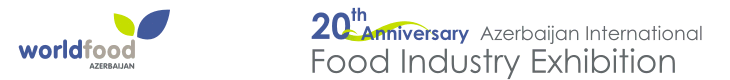 worldfood
AZERBAIJAN
20th Anniversary Azerbaijan International
Food Industry Exhibition